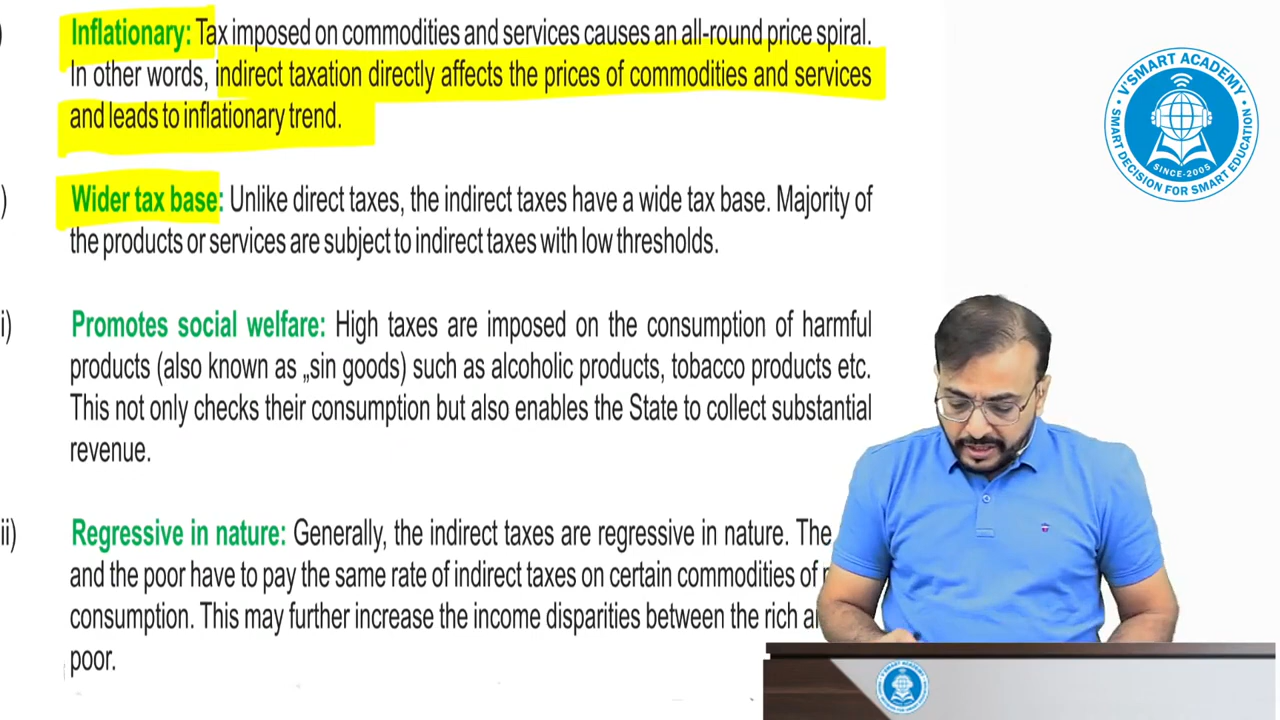 ) Inflationary: Tax imposed on commodities and services causes an all-round price spiral.
In other words, indirect taxation directly affects the prices of commodities and services
and leads to inflationary trend.
) Wider tax base: Unlike direct taxes, the indirect taxes have a wide tax base. Majority of
the products or services are subject to indirect taxes with low thresholds.
i) Promotes social welfare: High taxes are imposed on the consumption of harmful
products (also known as „sin goods) such as alcoholic products, tobacco products etc.
This not only checks their consumption but also enables the State to collect substantial
revenue.
ii) Regressive in nature: Generally, the indirect taxes are regressive in nature. The
and the poor have to pay the same rate of indirect taxes on certain commodities of
consumption. This may further increase the income disparities between the rich
poor.
V'SMART ACADEMY
SINCE-2005
SMART DECISION FOR SMART EDUCATION